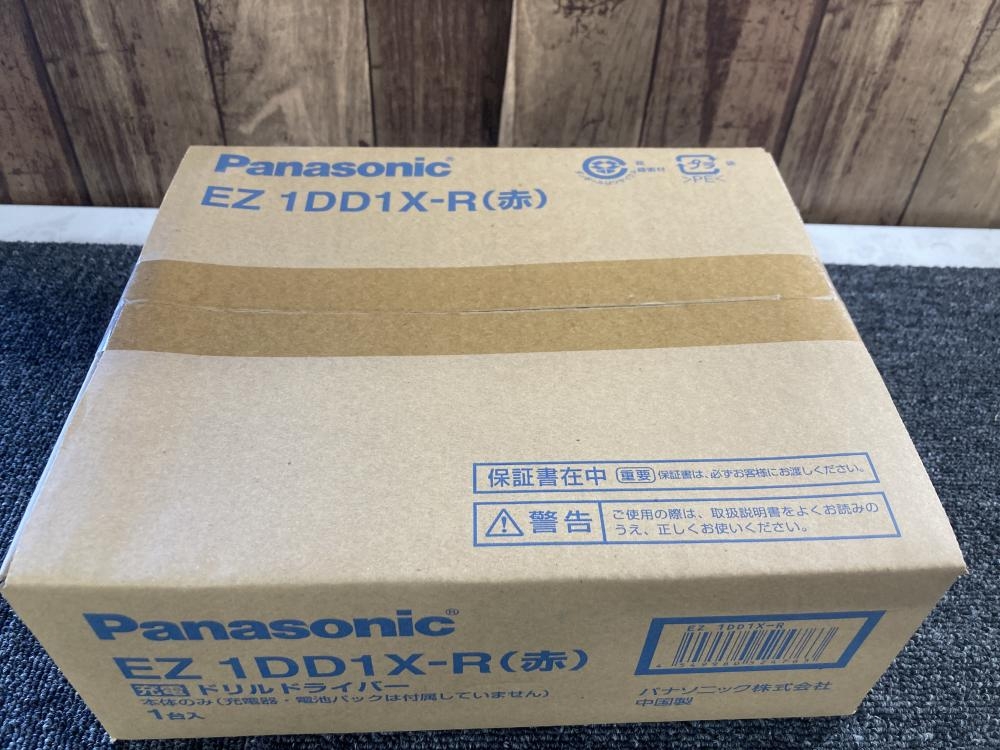 Panasonic®
EZ 1DD1X-R(赤)
プラ
>PE<
保証書在中 重要 保証書は、必ずお客様にお渡しください。
警告 ご使用の際は、取扱説明書をよくお読みの
うえ、正しくお使いください。
Panasonic®
EZ 1DD1X-R(赤)
充電 ドリルドライバー
本体のみ(充電器・電池パックは付属していません)
1台入
EZ 1DD1X-R
パナソニック株式会社
中国製